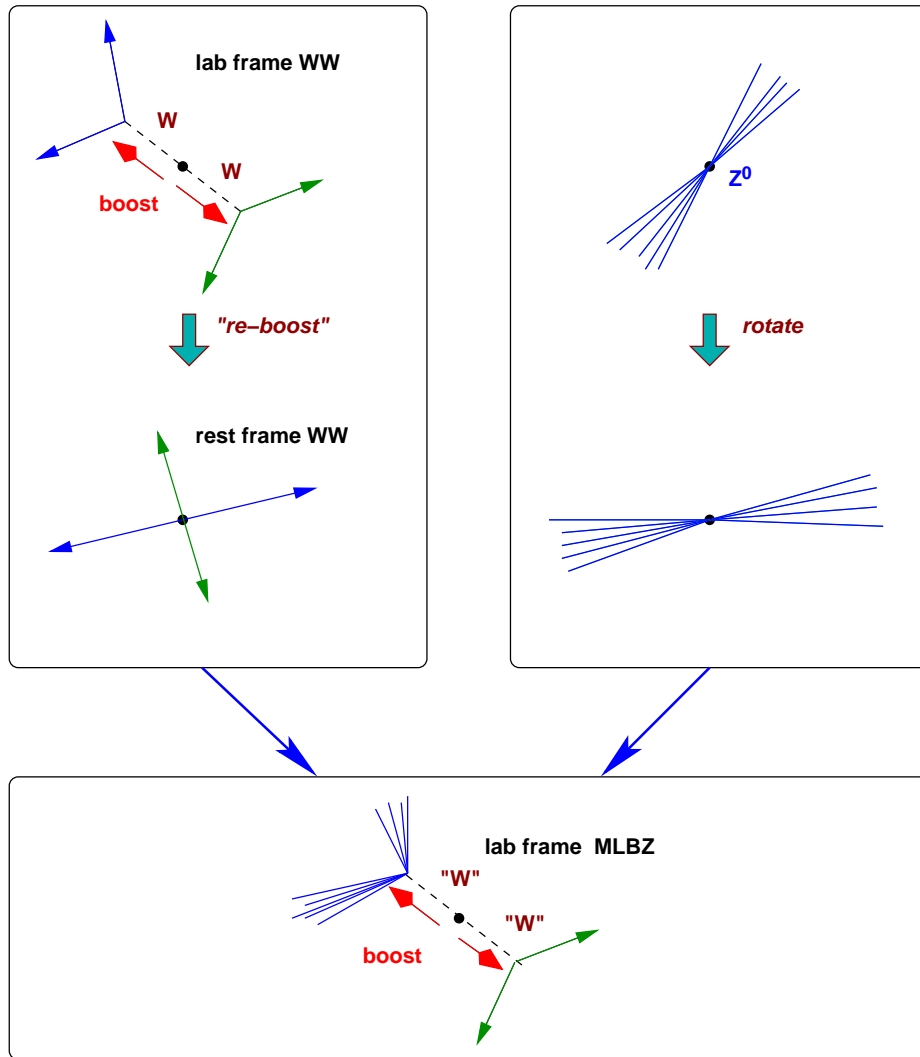 lab frame WW
W
W
boost
"re–boost"
rest frame WW
Z⁰
rotate
lab frame MLBZ
"W"
"W"
boost